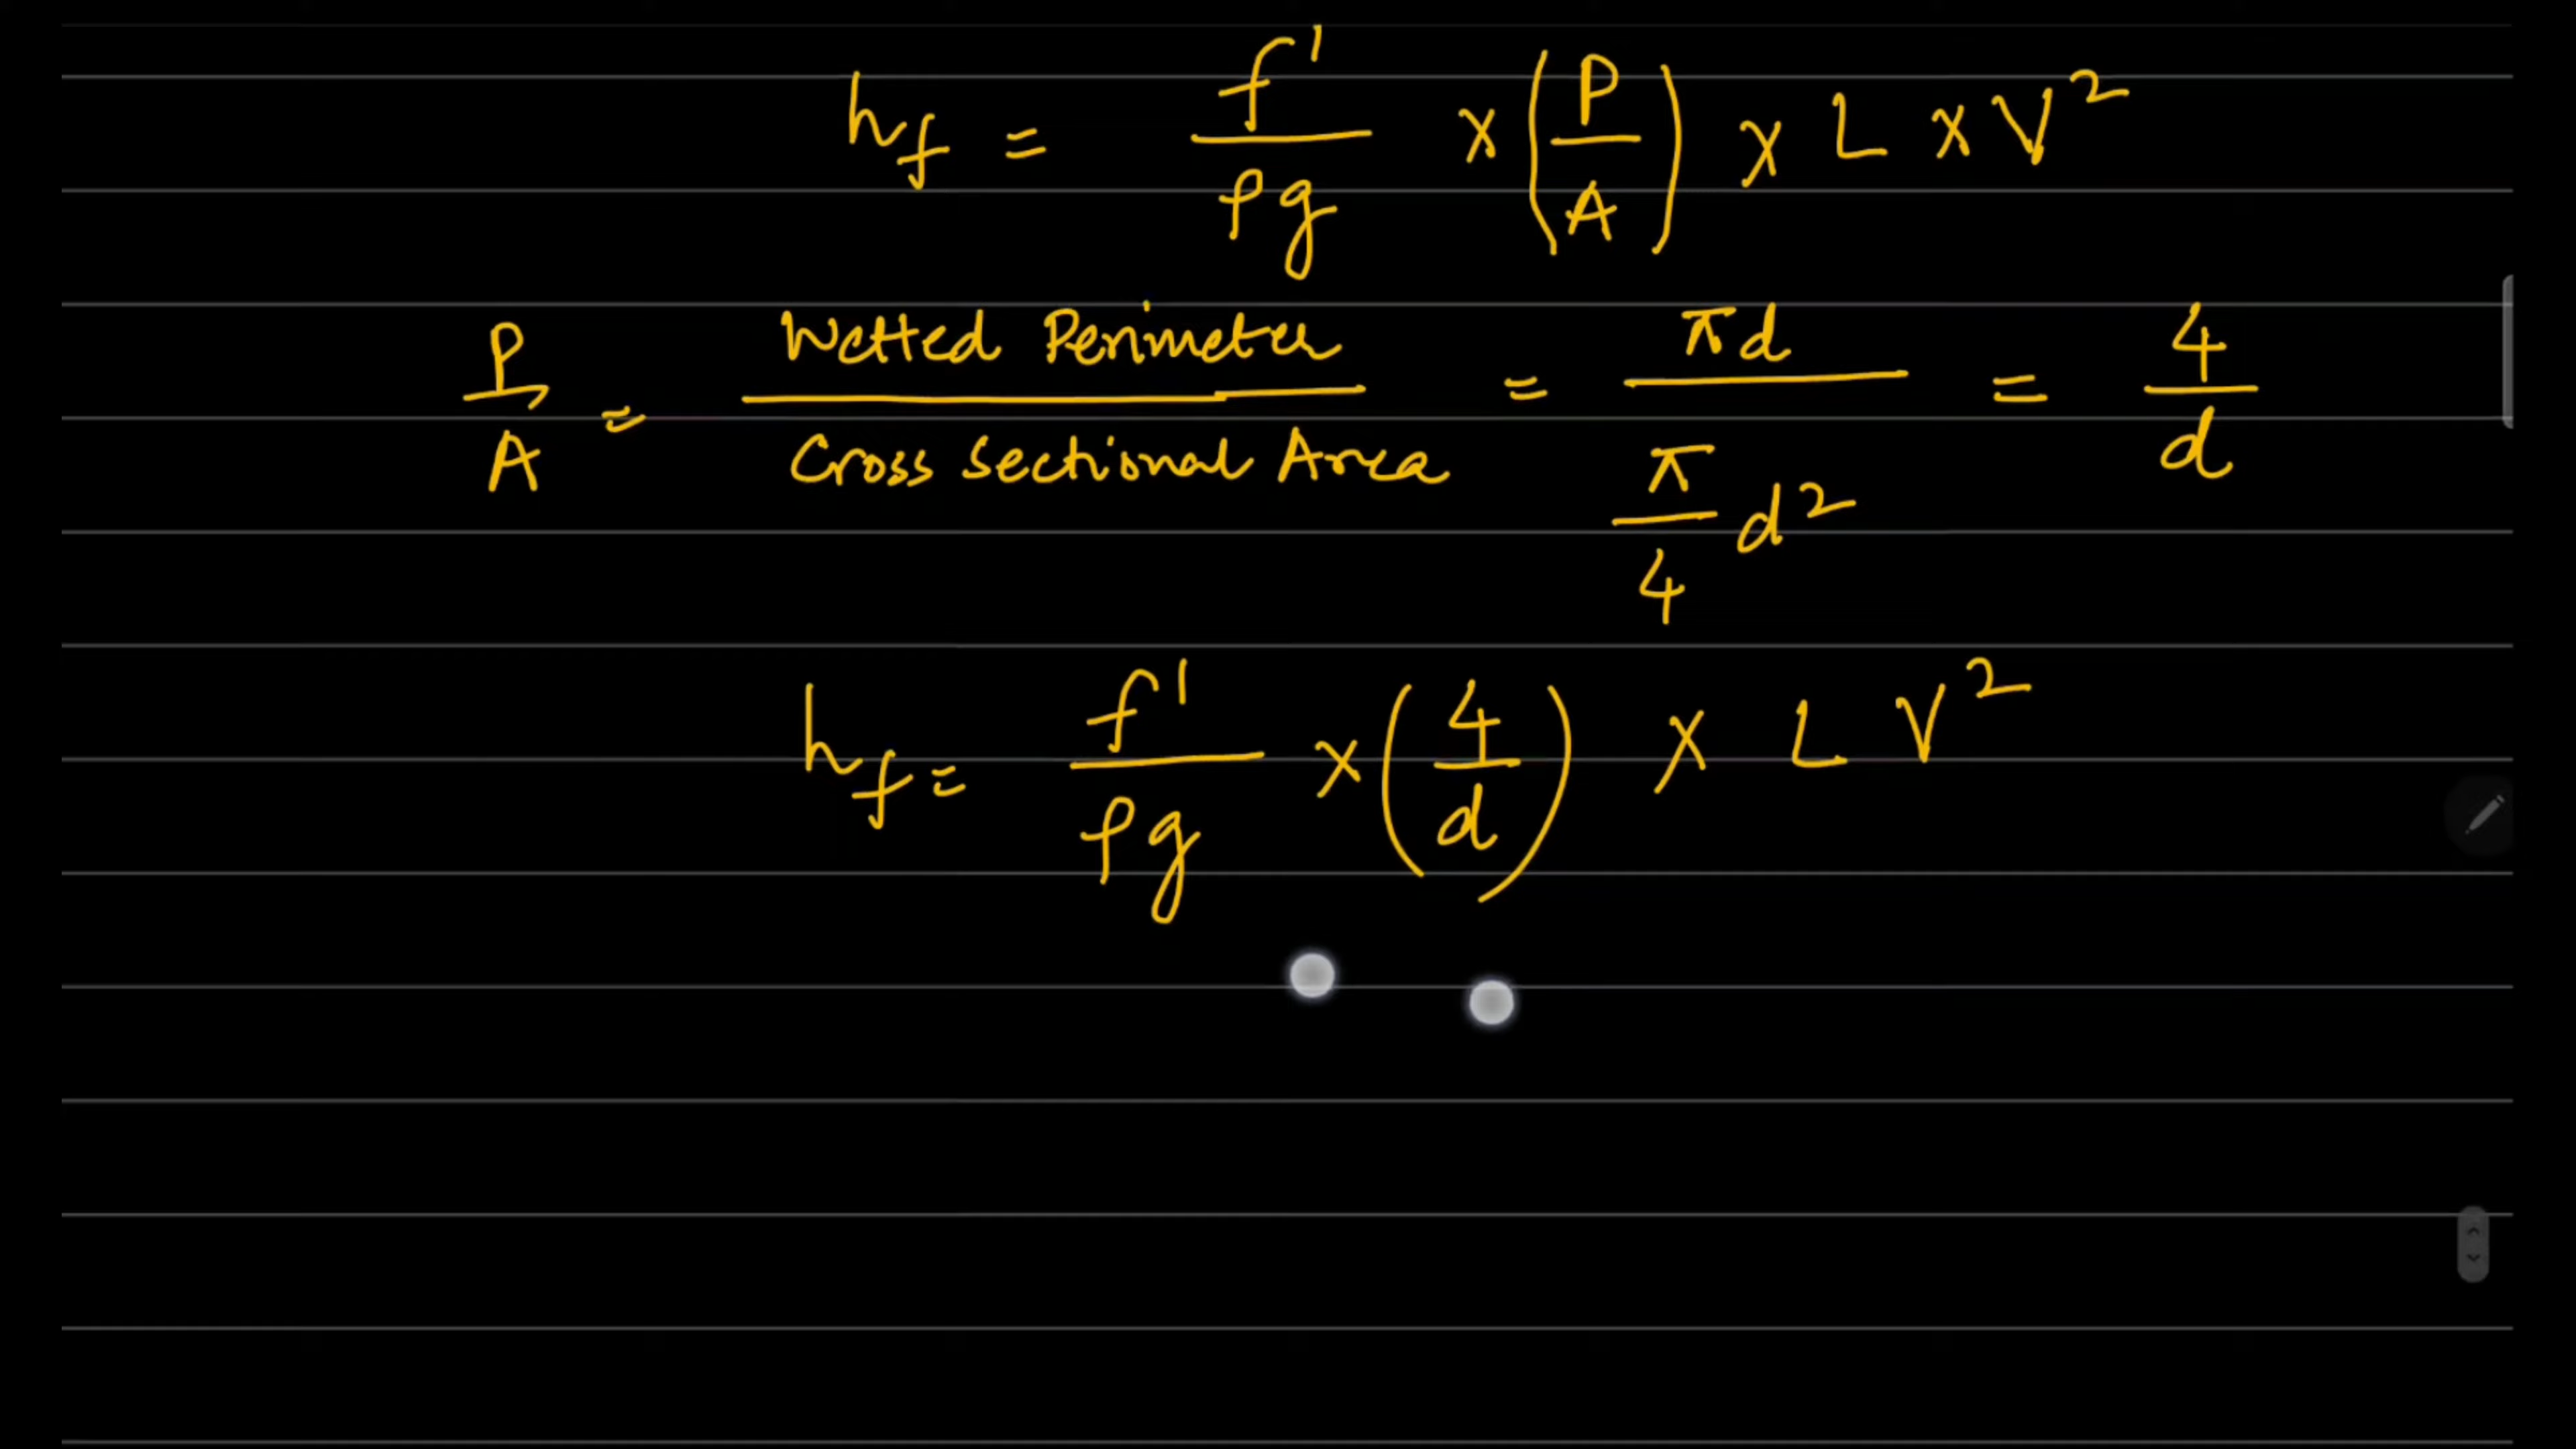 h_f = f'/ρg × (P/A) × L × V²
P/A = Wetted Perimeter / Cross Sectional Area = πd / (π/4 d²) = 4/d
h_f = f'/ρg × (4/d) × L V²